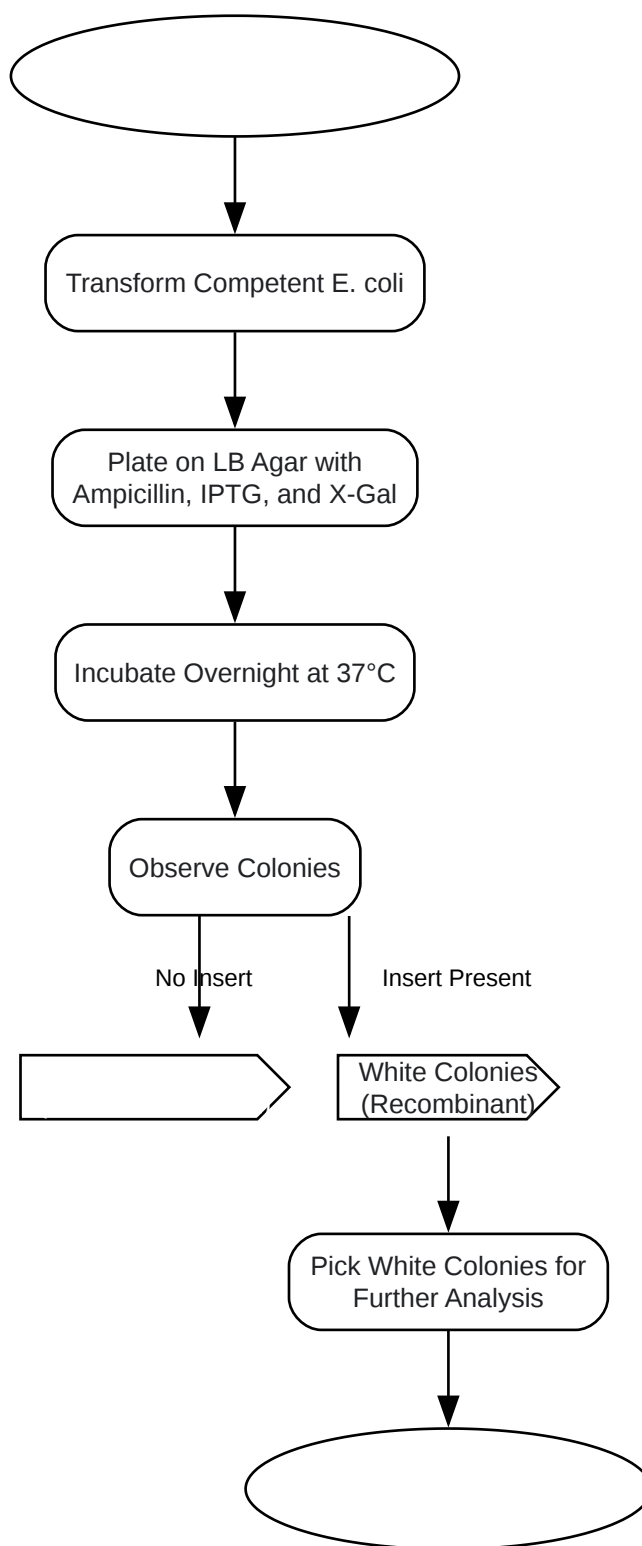 Transform Competent E. coli
Plate on LB Agar with
Ampicillin, IPTG, and X-Gal
Incubate Overnight at 37°C
Observe Colonies
No Insert
Insert Present
White Colonies
(Recombinant)
Pick White Colonies for
Further Analysis